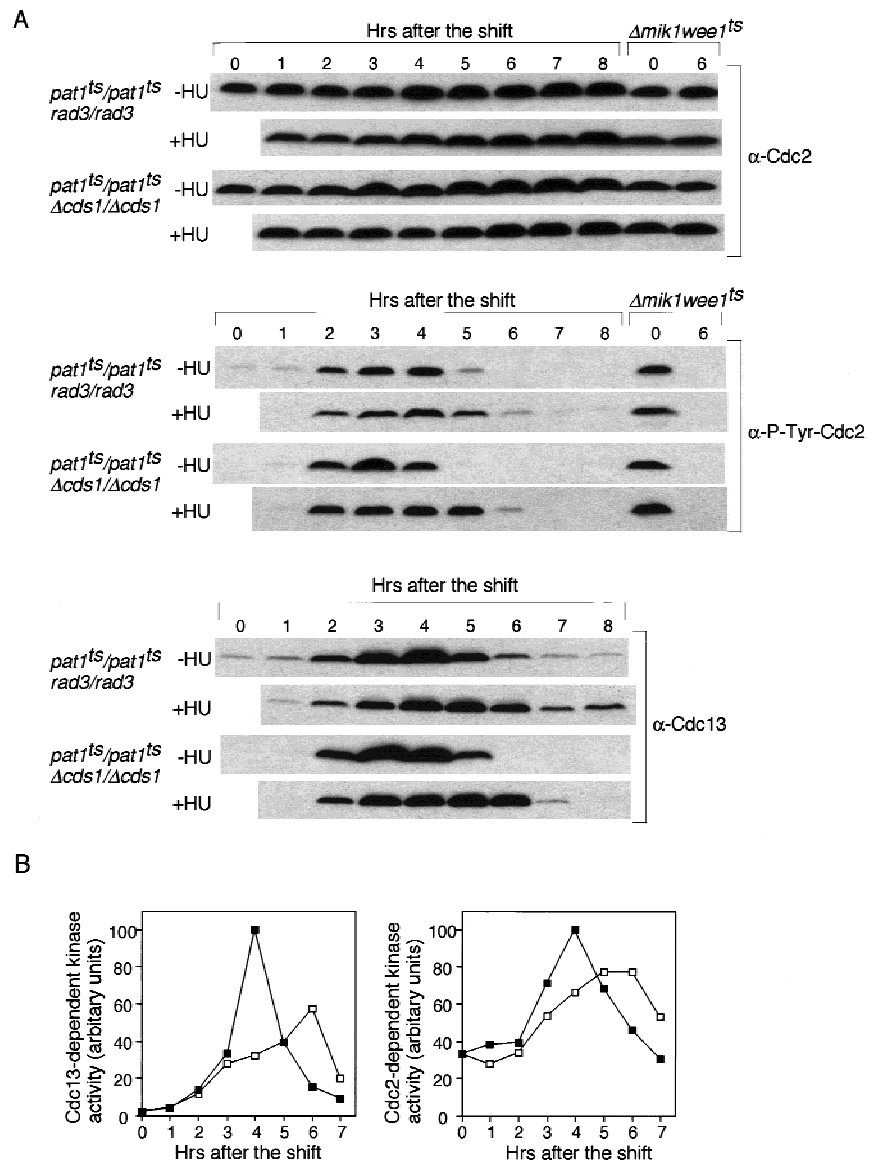 A
Hrs after the shift Δmik1wee1ts
0 1 2 3 4 5 6 7 8 0 6
pat1ts/pat1ts -HU
rad3/rad3
+HU
α-Cdc2
pat1ts/pat1ts -HU
Δcds1/Δcds1
+HU
Hrs after the shift Δmik1wee1ts
0 1 2 3 4 5 6 7 8 0 6
pat1ts/pat1ts -HU
rad3/rad3
+HU
α-P-Tyr-Cdc2
pat1ts/pat1ts -HU
Δcds1/Δcds1
+HU
Hrs after the shift
0 1 2 3 4 5 6 7 8
pat1ts/pat1ts -HU
rad3/rad3
+HU
α-Cdc13
pat1ts/pat1ts -HU
Δcds1/Δcds1
+HU
B
Cdc13-dependent kinase
activity (arbitary units)
100
80
60
40
20
0
0 1 2 3 4 5 6 7
Hrs after the shift
Cdc2-dependent kinase
activity (arbitary units)
100
80
60
40
20
0
0 1 2 3 4 5 6 7
Hrs after the shift